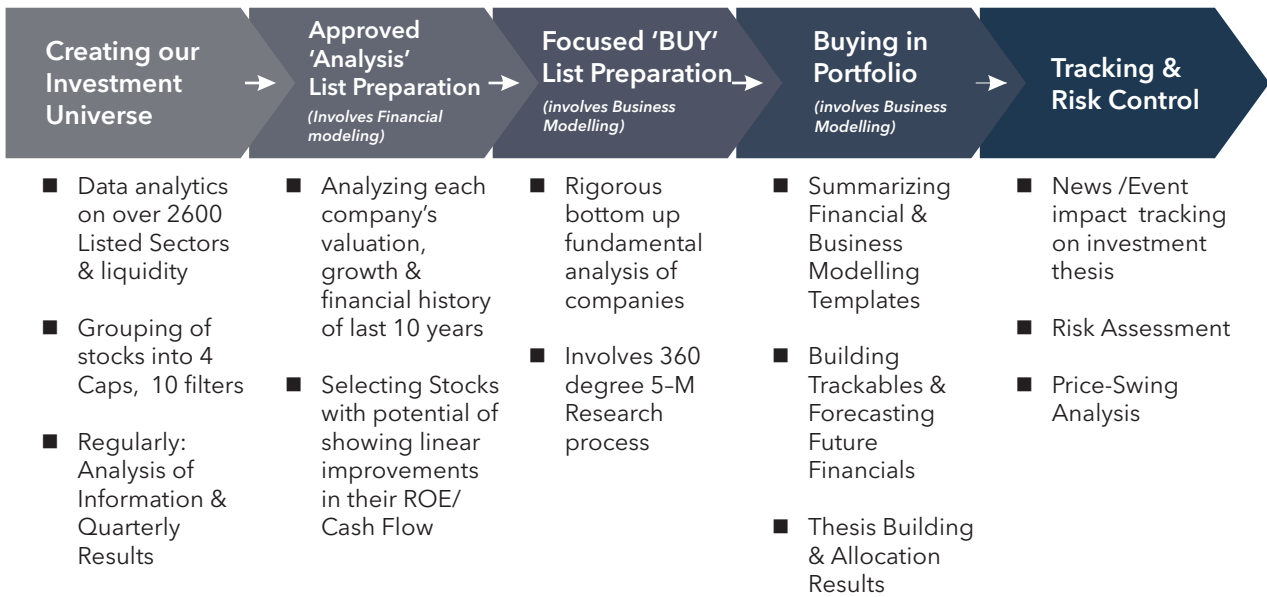 Creating our
Investment
Universe
Approved
‘Analysis’
List Preparation
(Involves Financial
modeling)
Focused ‘BUY’
List Preparation
(involves Business
Modelling)
Buying in
Portfolio
(involves Business
Modelling)
Tracking &
Risk Control
■ Data analytics
on over 2600
Listed Sectors
& liquidity
■ Grouping of
stocks into 4
Caps, 10 filters
■ Regularly:
Analysis of
Information &
Quarterly
Results
■ Analyzing each
company’s
valuation,
growth &
financial history
of last 10 years
■ Selecting Stocks
with potential of
showing linear
improvements
in their ROE/
Cash Flow
■ Rigorous
bottom up
fundamental
analysis of
companies
■ Involves 360
degree 5–M
Research
process
■ Summarizing
Financial &
Business
Modelling
Templates
■ Building
Trackables &
Forecasting
Future
Financials
■ Thesis Building
& Allocation
Results
■ News /Event
impact tracking
on investment
thesis
■ Risk Assessment
■ Price-Swing
Analysis